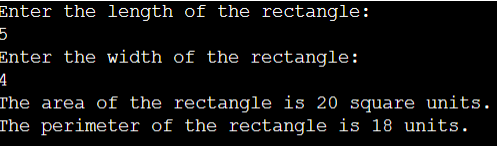 Enter the length of the rectangle:
5
Enter the width of the rectangle:
4
The area of the rectangle is 20 square units.
The perimeter of the rectangle is 18 units.